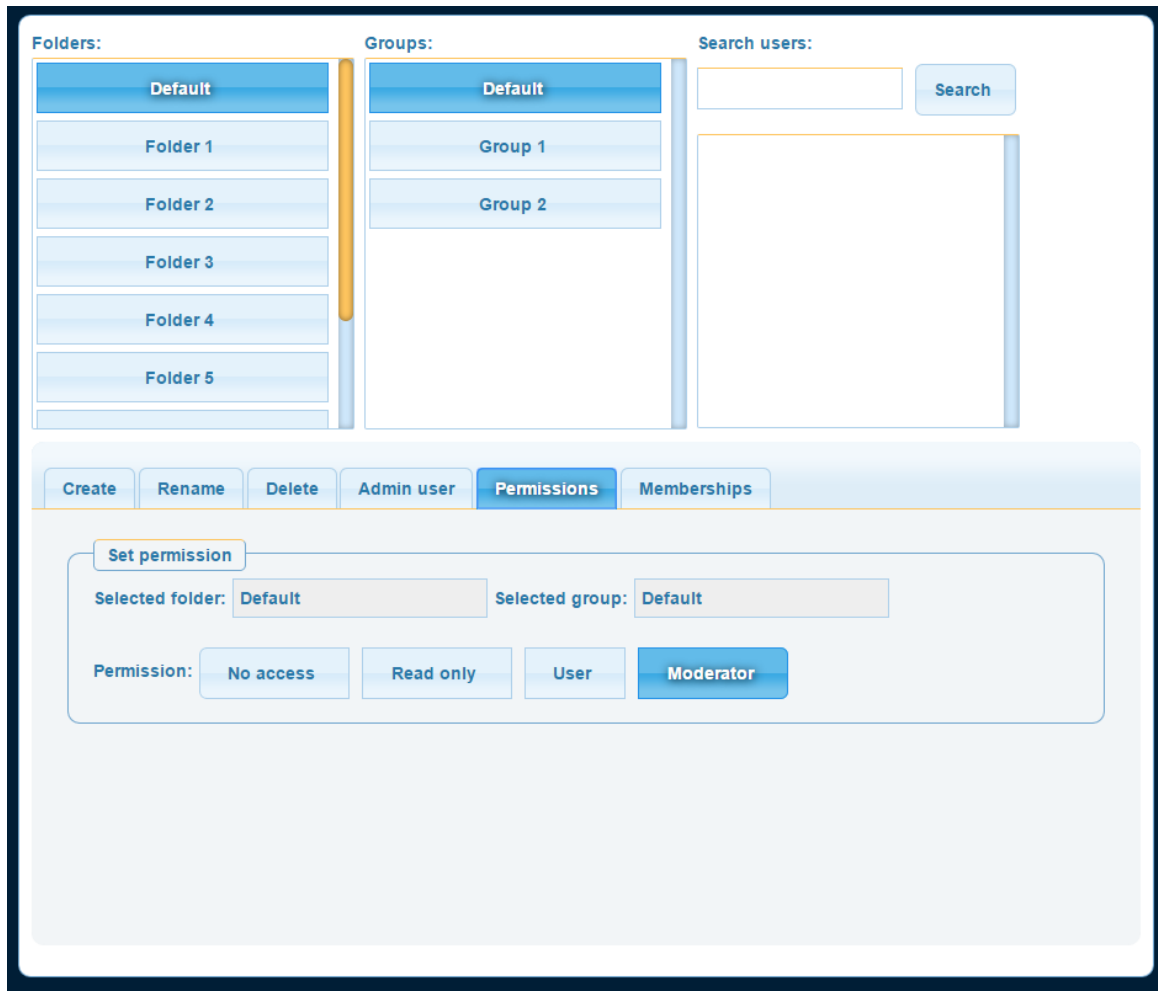 Folders:
Default
Folder 1
Folder 2
Folder 3
Folder 4
Folder 5
Groups:
Default
Group 1
Group 2
Search users:
Search
Create Rename Delete Admin user Permissions Memberships
Set permission
Selected folder: Default Selected group: Default
Permission: No access Read only User Moderator